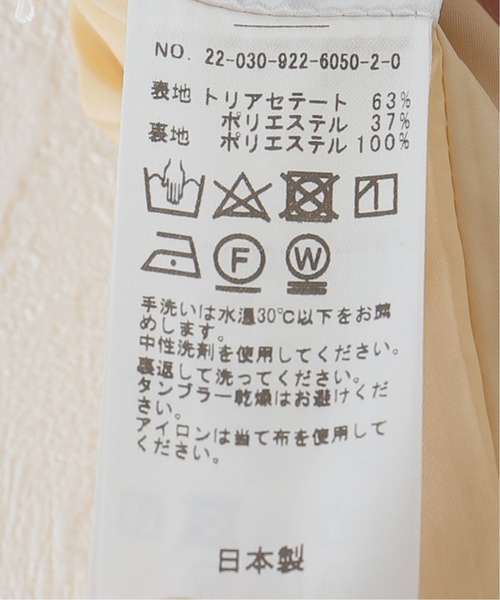 NO. 22-030-922-6050-2-0
表地 トリアセテート 63%
ポリエステル 37%
裏地 ポリエステル 100%
F W
手洗いは水温30℃以下をお薦
めします。
中性洗剤を使用してください。
裏返して洗ってください。
タンブラー乾燥はお避けくだ
さい。
アイロンは当て布を使用して
ください。
日本製